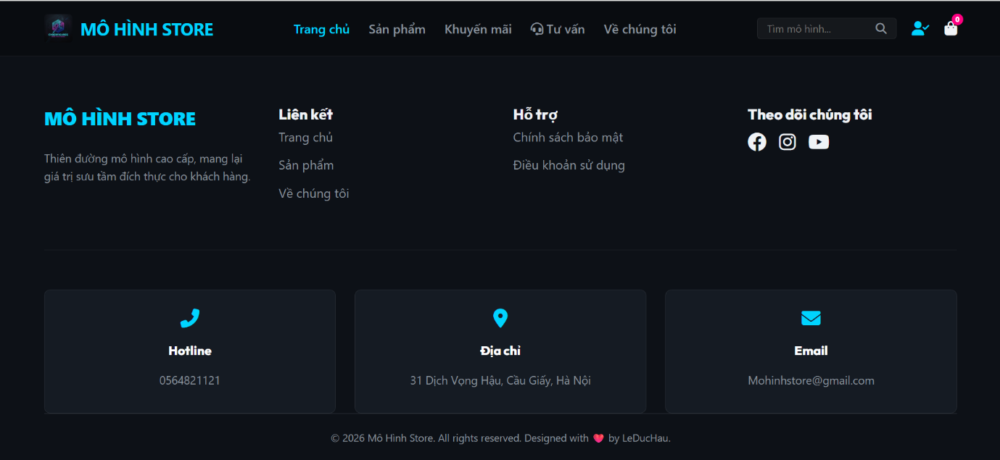 MÔ HÌNH STORE
Trang chủ
Sản phẩm
Khuyến mãi
Tư vấn
Về chúng tôi
Tìm mô hình...
0
MÔ HÌNH STORE
Thiên đường mô hình cao cấp, mang lại
giá trị sưu tầm đích thực cho khách hàng.
Liên kết
Trang chủ
Sản phẩm
Về chúng tôi
Hỗ trợ
Chính sách bảo mật
Điều khoản sử dụng
Theo dõi chúng tôi
Hotline
0564821121
Địa chỉ
31 Dịch Vọng Hậu, Cầu Giấy, Hà Nội
Email
Mohinhstore@gmail.com
© 2026 Mô Hình Store. All rights reserved. Designed with ❤ by LeDucHau.